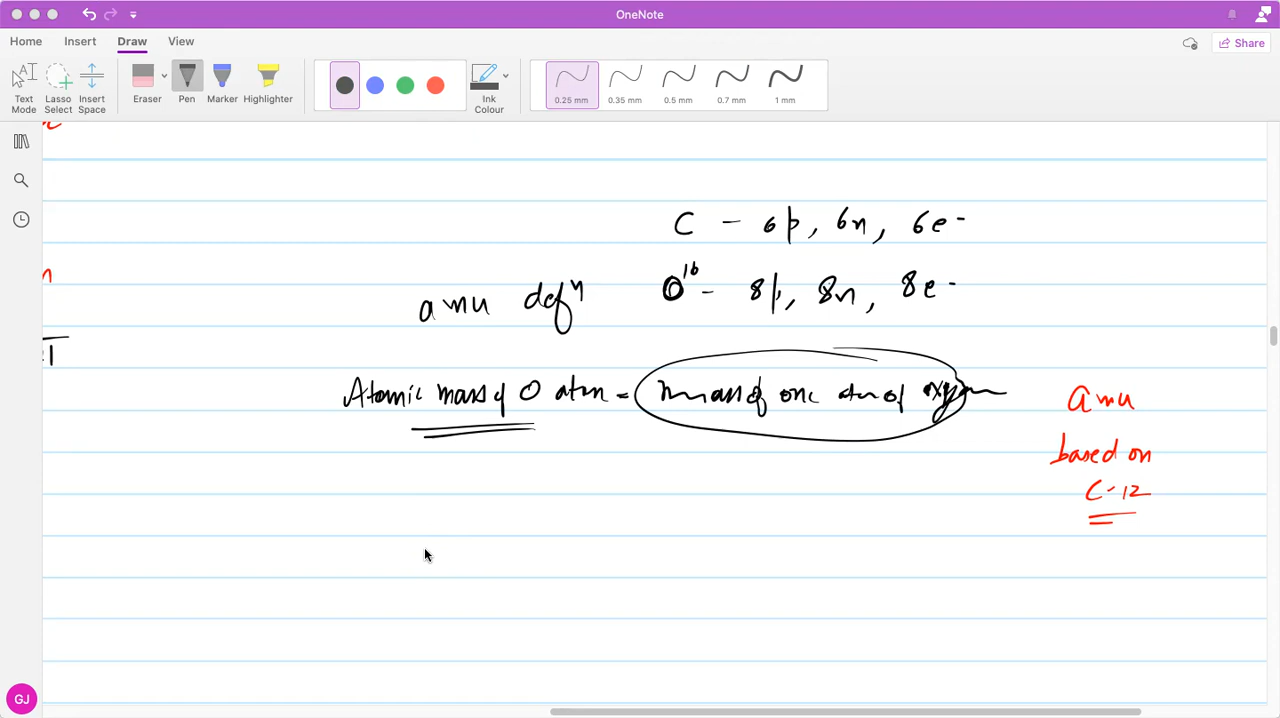 OneNote
Home Insert Draw View Share
Text Mode
Lasso Select
Insert Space
Eraser
Pen
Marker
Highlighter
Ink Colour
0.25 mm 0.35 mm 0.5 mm 0.7 mm 1 mm
C - 6p, 6n, 6e-
O16 - 8p, 8n, 8e-
amu defn
Atomic mass of O atom = mass of one atom of oxygen
amu
based on
C-12
GJ